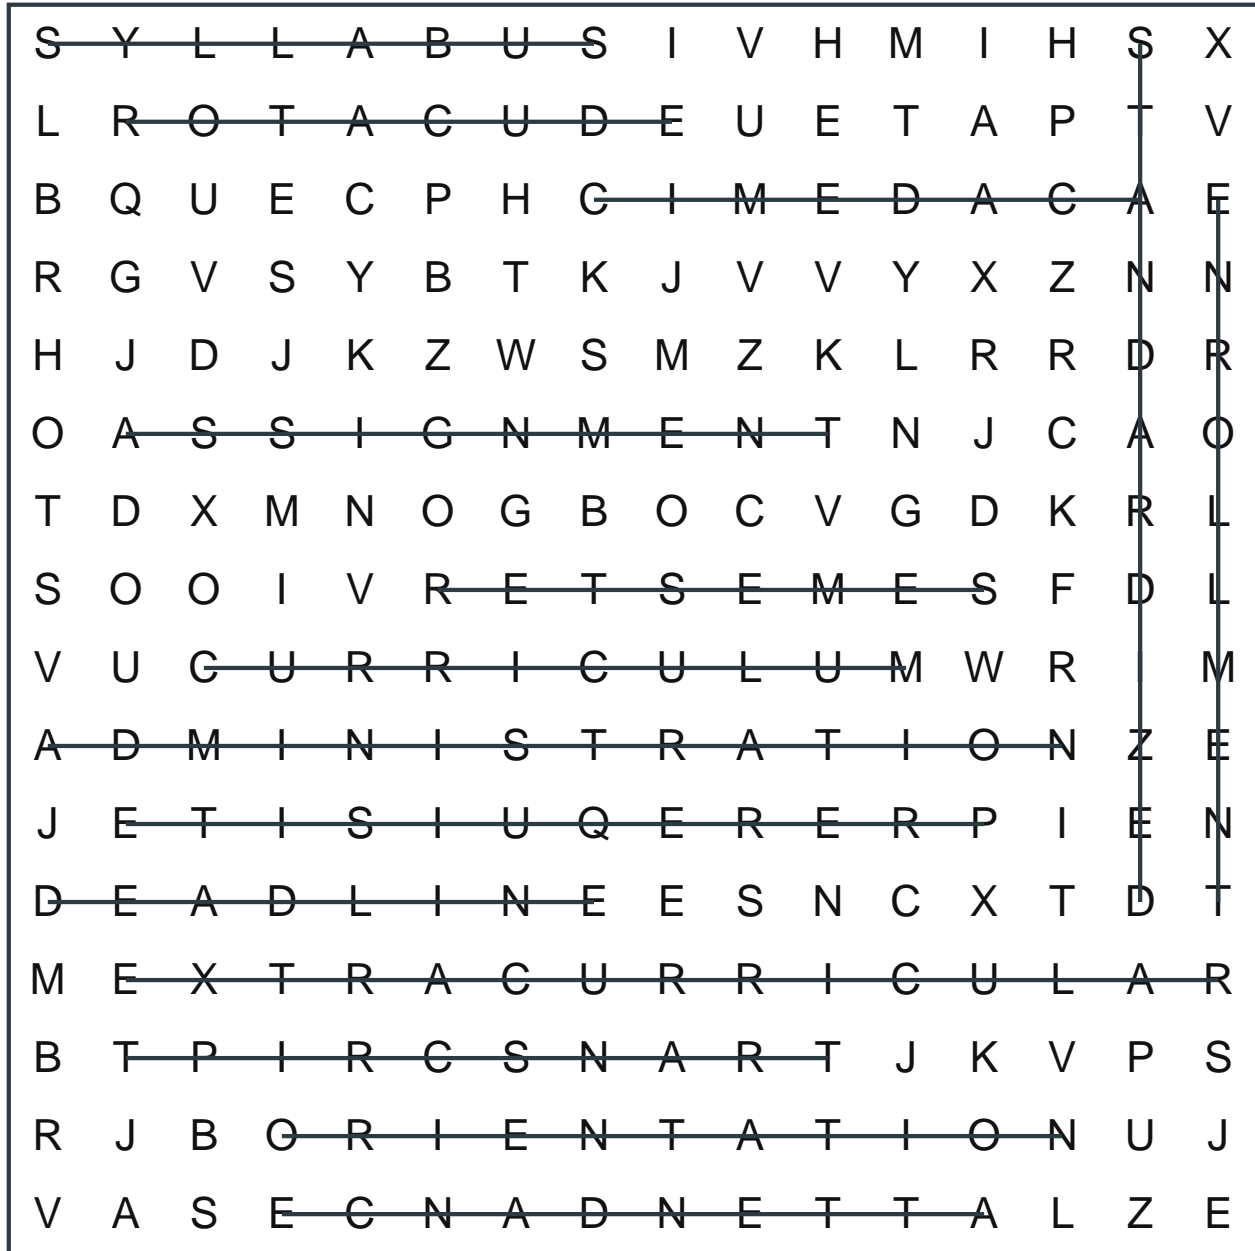 S Y L L A B U S I V H M I H S X
L R O T A C U D E U E T A P T V
B Q U E C P H C I M E D A C A E
R G V S Y B T K J V V Y X Z N N
H J D J K Z W S M Z K L R R D R
O A S S I G N M E N T N J C A O
T D X M N O G B O C V G D K R L
S O O I V R E T S E M E S F D L
V U C U R R I C U L U M W R I M
A D M I N I S T R A T I O N Z E
J E T I S I U Q E R E R P I E N
D E A D L I N E E S N C X T D T
M E X T R A C U R R I C U L A R
B T P I R C S N A R T J K V P S
R J B O R I E N T A T I O N U J
V A S E C N A D N E T T A L Z E